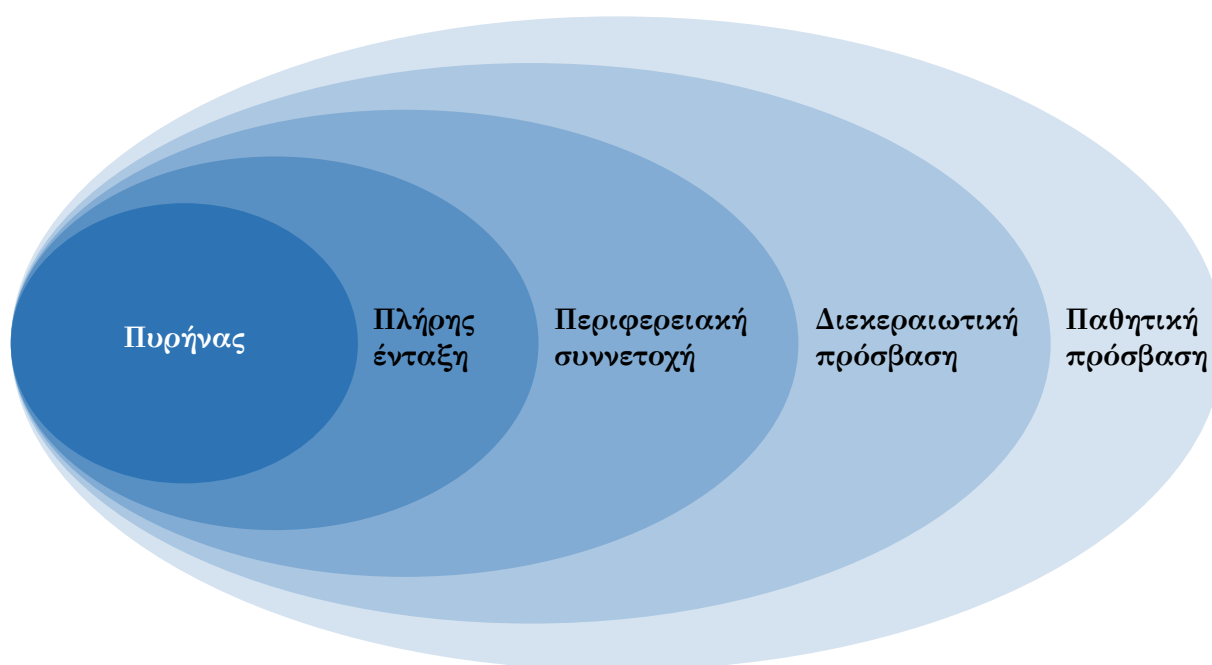 Πυρήνας
Πλήρης
ένταξη
Περιφερειακή
συννετοχή
Διεκεραιωτική
πρόσβαση
Παθητική
πρόσβαση